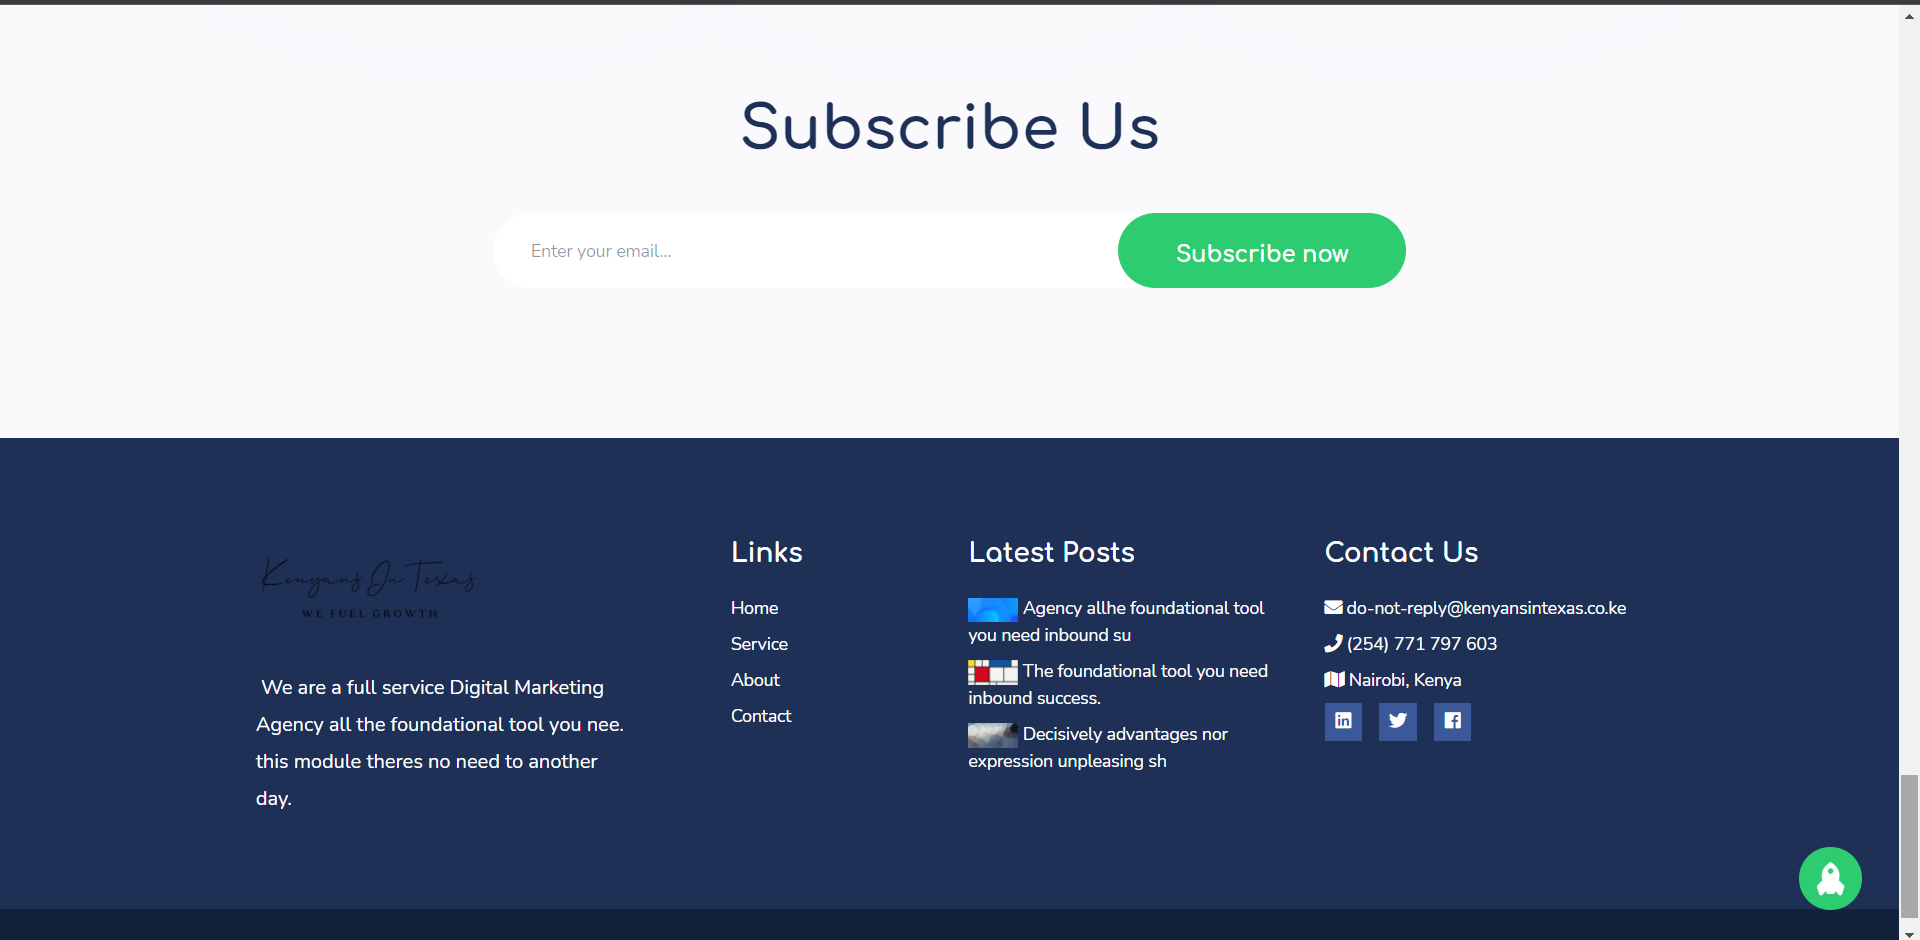 Subscribe Us
Enter your email...
Subscribe now
Kenyans In Texas
WE FUEL GROWTH
We are a full service Digital Marketing
Agency all the foundational tool you nee.
this module theres no need to another
day.
Links
Home
Service
About
Contact
Latest Posts
Agency allhe foundational tool
you need inbound su
The foundational tool you need
inbound success.
Decisively advantages nor
expression unpleasing sh
Contact Us
do-not-reply@kenyansintexas.co.ke
(254) 771 797 603
Nairobi, Kenya